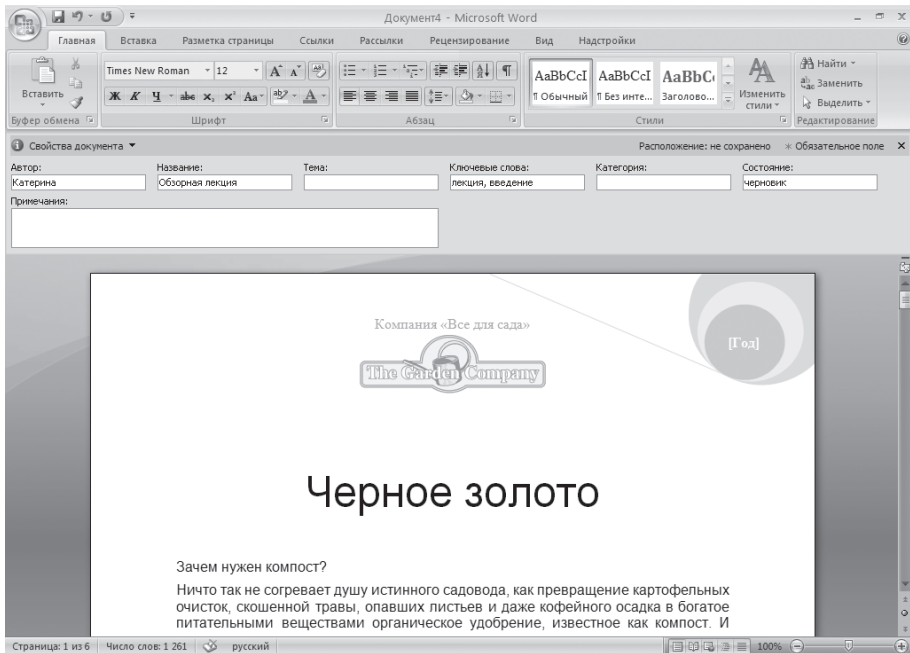 Документ4 - Microsoft Word
Главная Вставка Разметка страницы Ссылки Рассылки Рецензирование Вид Надстройки
Вставить
Times New Roman 12
Ж К Ч abe x₂ x² Aa
AaBbCcI AaBbCcI AaBbCc
¶ Обычный ¶ Без инте... Заголово...
Изменить стили
Найти
Заменить
Выделить
Буфер обмена Шрифт Абзац Стили Редактирование
Свойства документа Расположение: не сохранено * Обязательное поле
Автор: Название: Тема: Ключевые слова: Категория: Состояние:
Катерина Обзорная лекция лекция, введение черновик
Примечания:
Компания «Все для сада»
[Год]
The Garden Company
Черное золото
Зачем нужен компост?
Ничто так не согревает душу истинного садовода, как превращение картофельных
очисток, скошенной травы, опавших листьев и даже кофейного осадка в богатое
питательными веществами органическое удобрение, известное как компост. И
Страница: 1 из 6 Число слов: 1 261 русский 100%